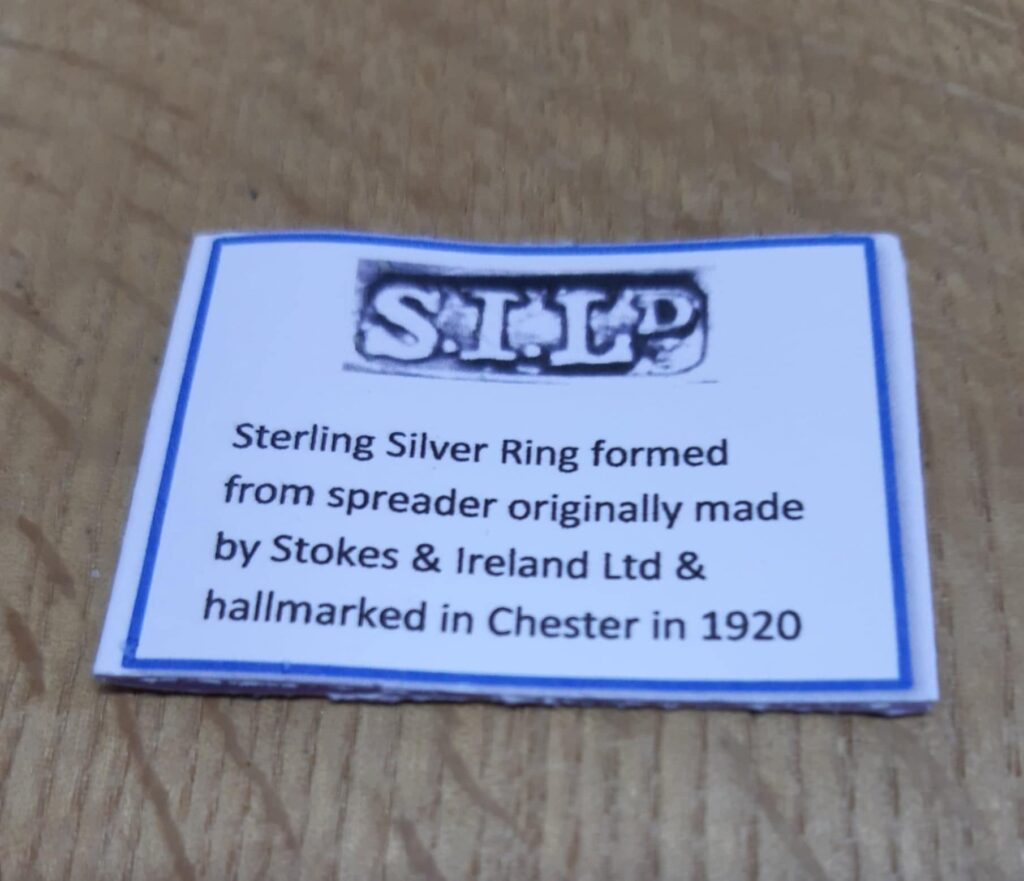 S.I.LD
Sterling Silver Ring formed
from spreader originally made
by Stokes & Ireland Ltd &
hallmarked in Chester in 1920